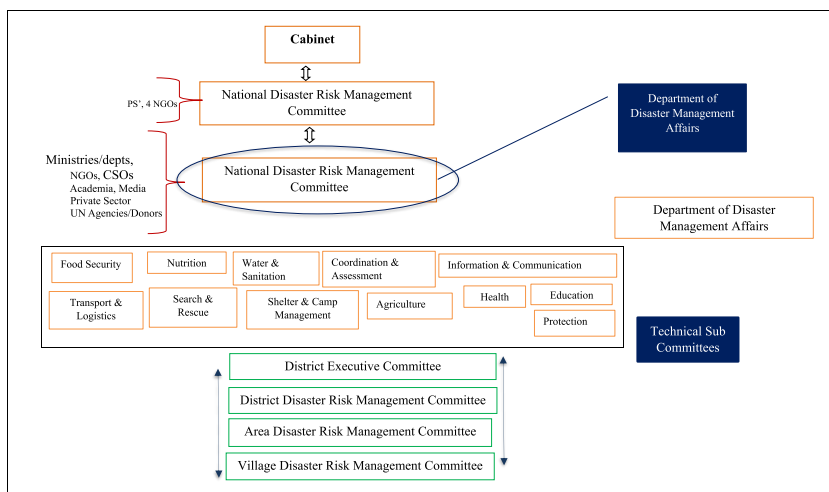 Cabinet
PS’, 4 NGOs
National Disaster Risk Management
Committee
Department of
Disaster Management
Affairs
Ministries/depts,
NGOs, CSOs
Academia, Media
Private Sector
UN Agencies/Donors
National Disaster Risk Management
Committee
Department of Disaster
Management Affairs
Food Security
Nutrition
Water &
Sanitation
Coordination &
Assessment
Information & Communication
Transport &
Logistics
Search &
Rescue
Shelter & Camp
Management
Agriculture
Health
Education
Protection
Technical Sub
Committees
District Executive Committee
District Disaster Risk Management Committee
Area Disaster Risk Management Committee
Village Disaster Risk Management Committee